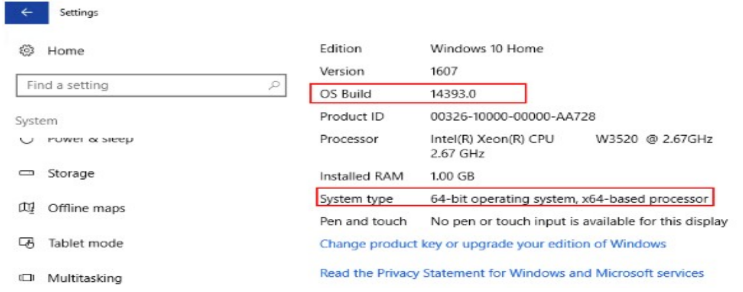 Settings
Home
Find a setting
System
Power & sleep
Storage
Offline maps
Tablet mode
Multitasking
Edition Windows 10 Home
Version 1607
OS Build 14393.0
Product ID 00326-10000-00000-AA728
Processor Intel(R) Xeon(R) CPU W3520 @ 2.67GHz
2.67 GHz
Installed RAM 1.00 GB
System type 64-bit operating system, x64-based processor
Pen and touch No pen or touch input is available for this display
Change product key or upgrade your edition of Windows
Read the Privacy Statement for Windows and Microsoft services